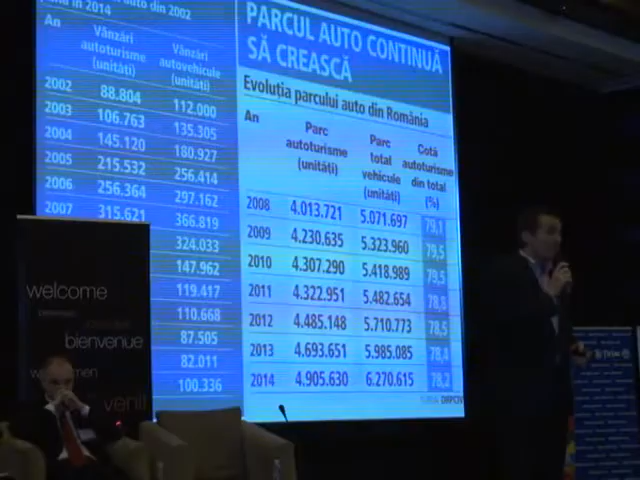 auto din 2002
în 2014
An
Vânzări autoturisme (unități)
Vânzări autovehicule (unități)
2002 88.804 112.000
2003 106.763 135.305
2004 145.120 180.927
2005 215.532 256.414
2006 256.364 297.162
2007 315.621 366.819
324.033
147.962
119.417
110.668
87.505
82.011
100.336
PARCUL AUTO CONTINUĂ
SĂ CREASCĂ
Evoluția parcului auto din România
An
Parc autoturisme (unități)
Parc total vehicule (unități)
Cotă autoturisme din total (%)
2008 4.013.721 5.071.697 79,1
2009 4.230.635 5.323.960 79,5
2010 4.307.290 5.418.989 79,5
2011 4.322.951 5.482.654 78,8
2012 4.485.148 5.710.773 78,5
2013 4.693.651 5.985.085 78,4
2014 4.905.630 6.270.615 78,2
DRPCIV
welcome
bienvenue